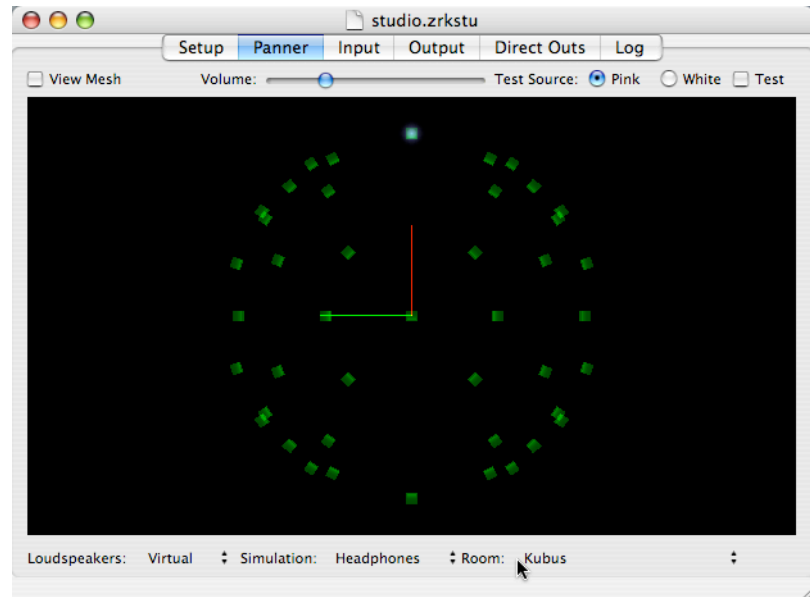 studio.zrkstu
Setup Panner Input Output Direct Outs Log
View Mesh Volume: Test Source: Pink White Test
Loudspeakers: Virtual Simulation: Headphones Room: Kubus